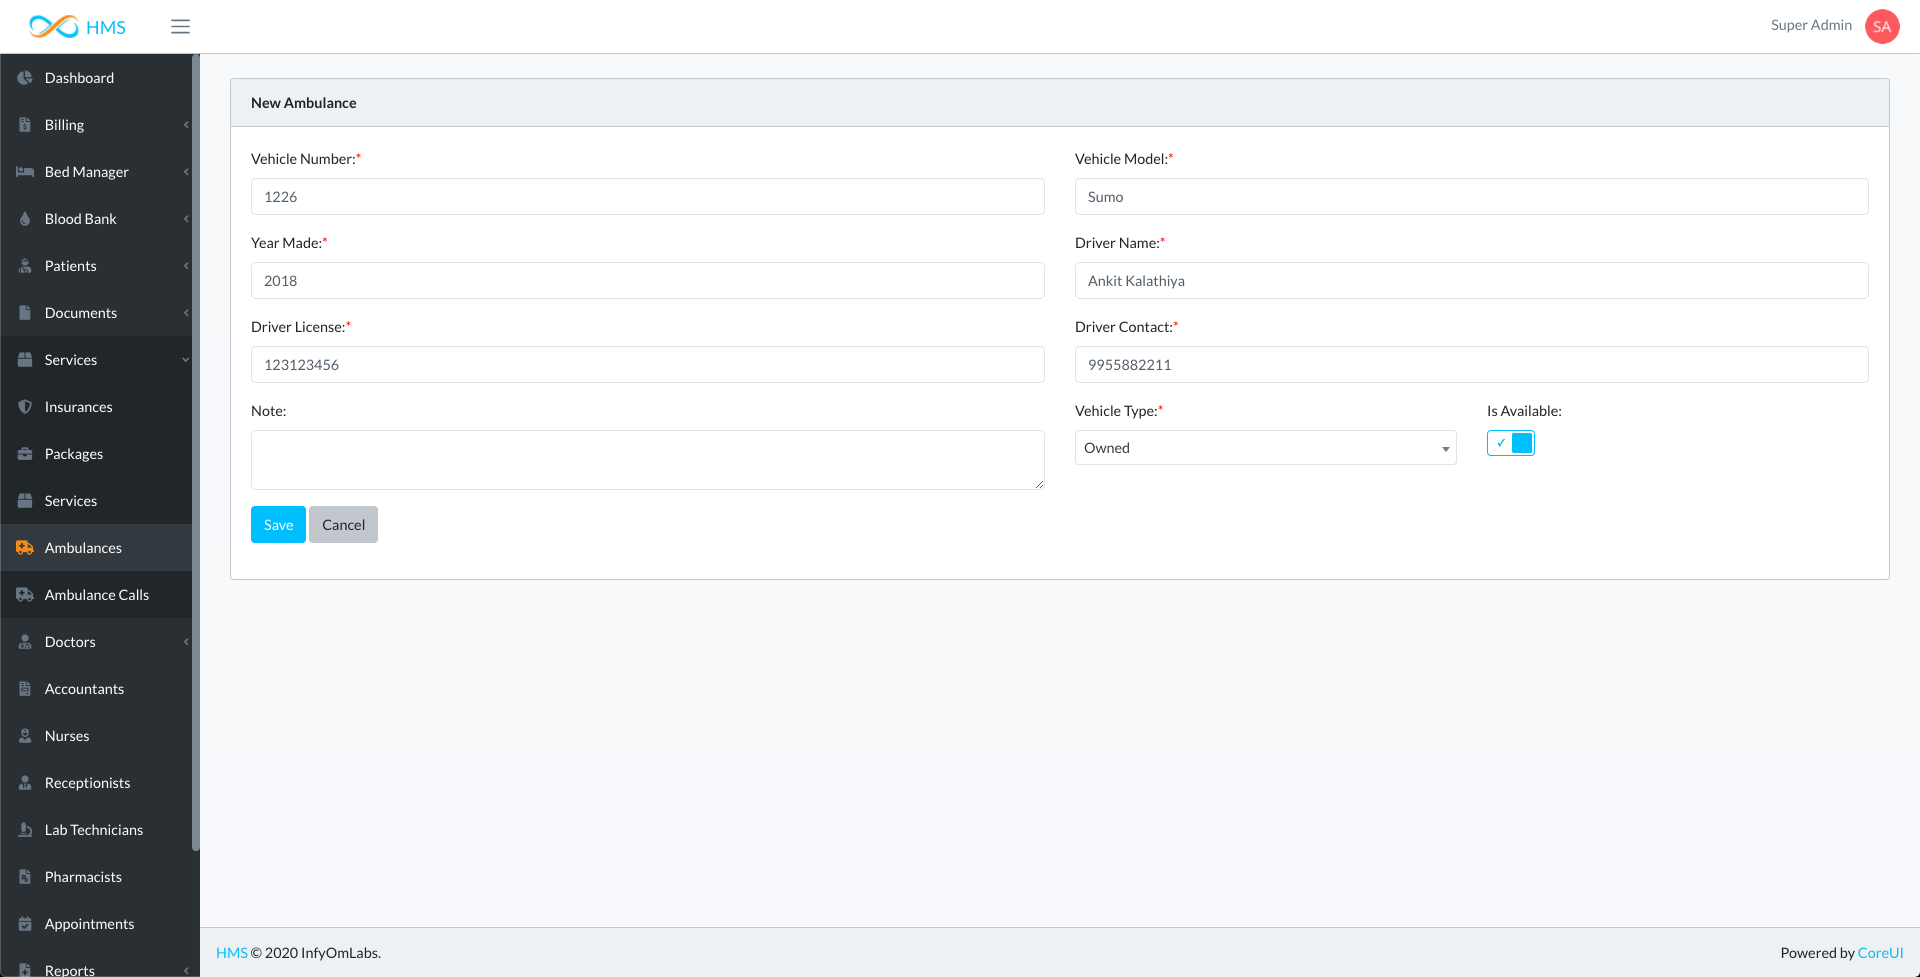 HMS
Super Admin
SA
Dashboard
Billing
Bed Manager
Blood Bank
Patients
Documents
Services
Insurances
Packages
Services
Ambulances
Ambulance Calls
Doctors
Accountants
Nurses
Receptionists
Lab Technicians
Pharmacists
Appointments
Reports
New Ambulance
Vehicle Number:*
1226
Vehicle Model:*
Sumo
Year Made:*
2018
Driver Name:*
Ankit Kalathiya
Driver License:*
123123456
Driver Contact:*
9955882211
Note:
Vehicle Type:*
Owned
Is Available:
Save
Cancel
HMS © 2020 InfyOmLabs.
Powered by CoreUI